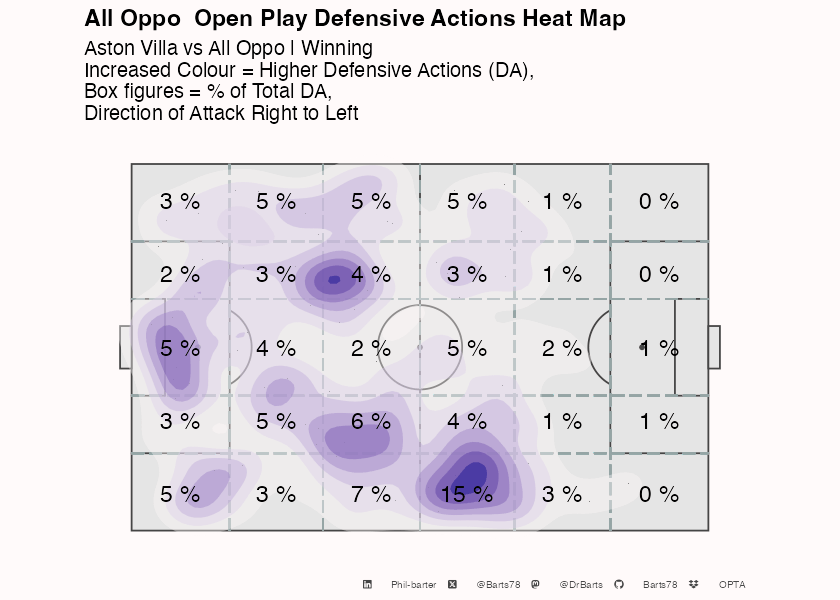 All Oppo  Open Play Defensive Actions Heat Map
Aston Villa vs All Oppo | Winning
Increased Colour = Higher Defensive Actions (DA),
Box figures = % of Total DA,
Direction of Attack Right to Left
3 % 5 % 5 % 5 % 1 % 0 %
2 % 3 % 4 % 3 % 1 % 0 %
5 % 4 % 2 % 5 % 2 % 1 %
3 % 5 % 6 % 4 % 1 % 1 %
5 % 3 % 7 % 15 % 3 % 0 %
Phil-barter @Barts78 @DrBarts Barts78 OPTA